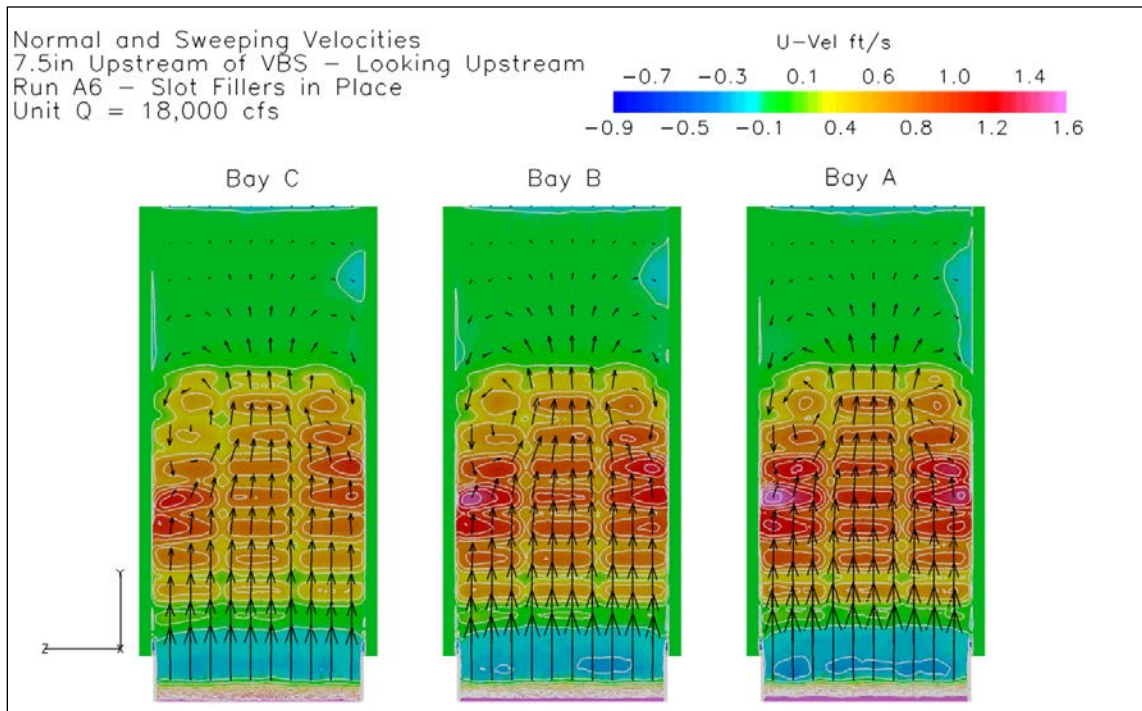 Normal and Sweeping Velocities
7.5in Upstream of VBS – Looking Upstream
Run A6 – Slot Fillers in Place
Unit Q = 18,000 cfs
U–Vel ft/s
−0.7 −0.3 0.1 0.6 1.0 1.4
−0.9 −0.5 −0.1 0.4 0.8 1.2 1.6
Bay C Bay B Bay A
Y
Z X